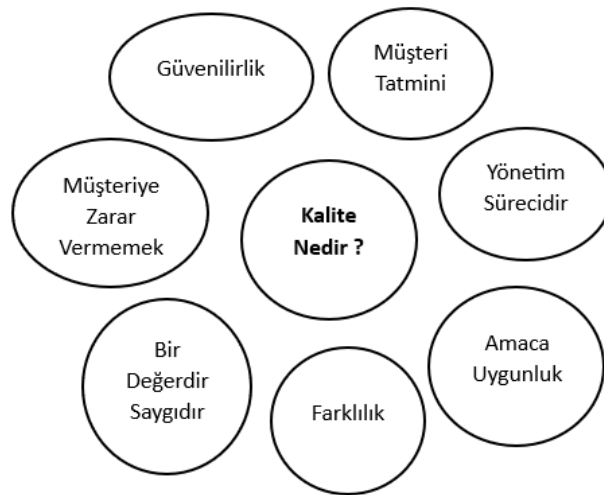 Güvenilirlik
Müşteri
Tatmini
Yönetim
Sürecidir
Müşteriye
Zarar
Vermemek
Kalite
Nedir ?
Amaca
Uygunluk
Bir
Değerdir
Saygıdır
Farklılık